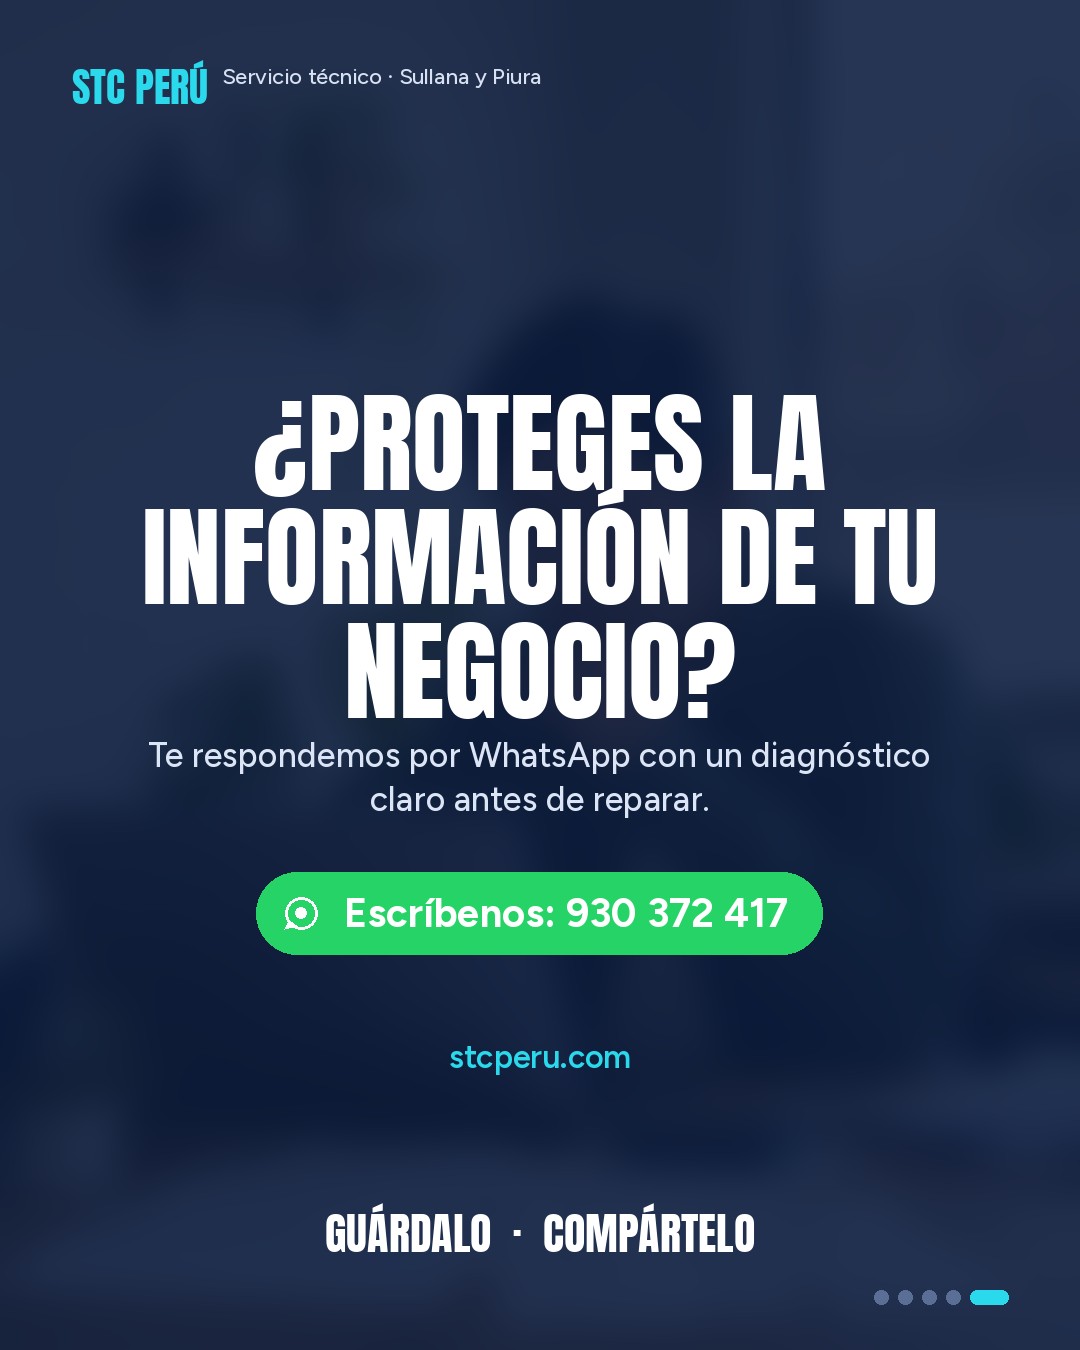 STC PERÚ Servicio técnico · Sullana y Piura
¿PROTEGES LA
INFORMACIÓN DE TU
NEGOCIO?
Te respondemos por WhatsApp con un diagnóstico
claro antes de reparar.
Escríbenos: 930 372 417
stcperu.com
GUÁRDALO · COMPÁRTELO